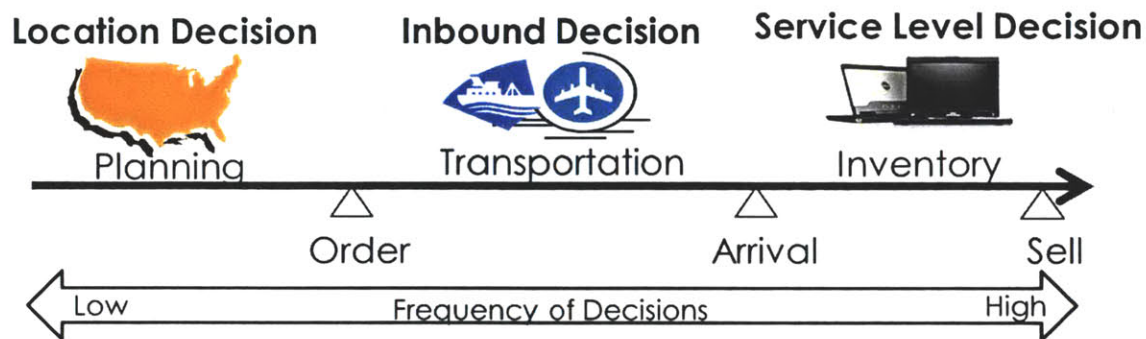 Location Decision
Inbound Decision
Service Level Decision
Planning
Transportation
Inventory
Order
Arrival
Sell
Low
Frequency of Decisions
High